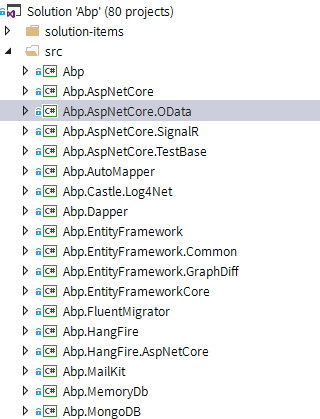 Solution 'Abp' (80 projects)
solution-items
src
C# Abp
C# Abp.AspNetCore
C# Abp.AspNetCore.OData
C# Abp.AspNetCore.SignalR
C# Abp.AspNetCore.TestBase
C# Abp.AutoMapper
C# Abp.Castle.Log4Net
C# Abp.Dapper
C# Abp.EntityFramework
C# Abp.EntityFramework.Common
C# Abp.EntityFramework.GraphDiff
C# Abp.EntityFrameworkCore
C# Abp.FluentMigrator
C# Abp.HangFire
C# Abp.HangFire.AspNetCore
C# Abp.MailKit
C# Abp.MemoryDb
C# Abp.MongoDB